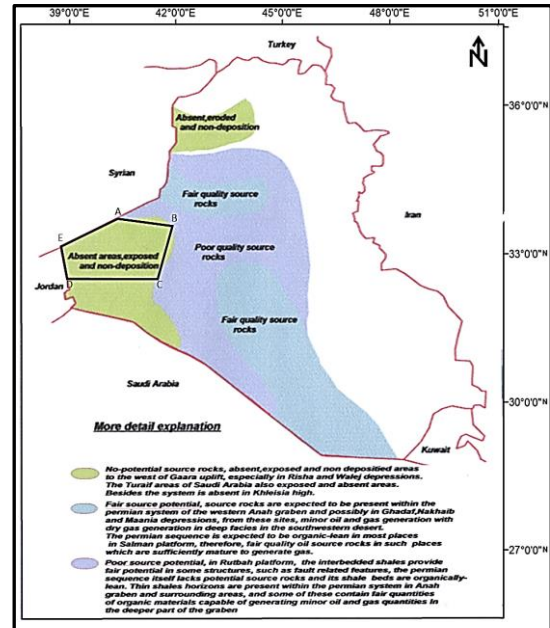 39°0'0"E 42°0'0"E 45°0'0"E 48°0'0"E 51°0'0"E
Turkey
N
36°0'0"N
Absent,eroded
and non-deposition
Syrian
Fair quality source
rocks
Iran
A
B
E
Poor quality source
rocks
33°0'0"N
Absent areas,exposed
and non-deposition
Jordan
D
C
Fair quality source
rocks
Saudi Arabia
30°0'0"N
More detail explanation
Kuwait
No-potential source rocks, absent,exposed and non depositied areas
to the west of Gaara uplift, especially in Risha and Walej depressions.
The Turaif areas of Saudi Arabia also exposed and absent areas.
Besides the system is absent in Khleisia high.
Fair source potential, source rocks are expected to be present within the
permian system of the western Anah graben and possibly in Ghadaf,Nakhaib
and Maania depressions, from these sites, minor oil and gas generation with
dry gas generation in deep facies in the southwestern desert.
The permian sequence is expected to be organic-lean in most places
in Salman platform, therefore, fair quality oil source rocks in such places
which are sufficiently mature to generate gas.
27°0'0"N
Poor source potential, in Rutbah platform, the interbedded shales provide
fair potential in some structures, such as fault related features, the permian
sequence itself lacks potential source rocks and its shale beds are organically-
lean. Thin shales horizons are present within the permian system in Anah
graben and surrounding areas, and some of these contain fair quantities
of organic materials capable of generating minor oil and gas quantities in
the deeper part of the graben